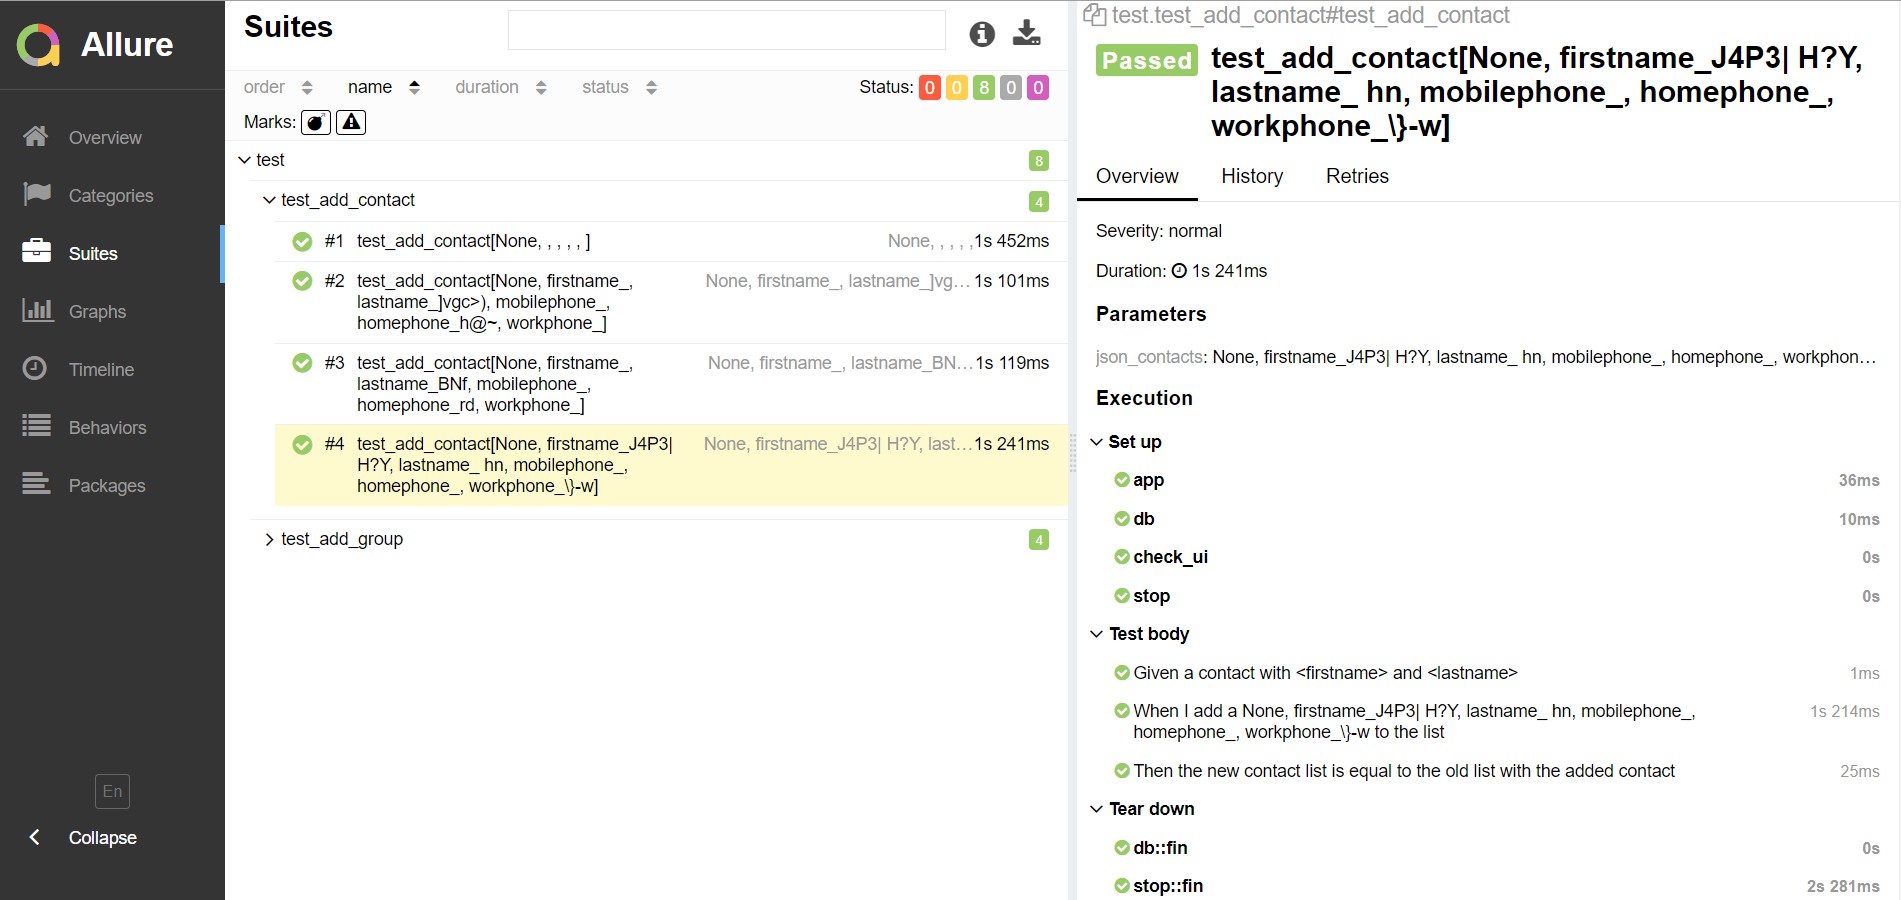 Allure
Overview
Categories
Suites
Graphs
Timeline
Behaviors
Packages
En
Collapse
Suites
order name duration status Status: 0 0 8 0 0
Marks:
test 8
test_add_contact 4
#1 test_add_contact[None, , , , , ] None, , , , , 1s 452ms
#2 test_add_contact[None, firstname_, None, firstname_, lastname_]vg… 1s 101ms
lastname_]vgc>), mobilephone_,
homephone_h@~, workphone_]
#3 test_add_contact[None, firstname_, None, firstname_, lastname_BN… 1s 119ms
lastname_BNf, mobilephone_,
homephone_rd, workphone_]
#4 test_add_contact[None, firstname_J4P3| None, firstname_J4P3| H?Y, last… 1s 241ms
H?Y, lastname_ hn, mobilephone_,
homephone_, workphone_\}-w]
test_add_group 4
test.test_add_contact#test_add_contact
Passed test_add_contact[None, firstname_J4P3| H?Y,
lastname_ hn, mobilephone_, homephone_,
workphone_\}-w]
Overview History Retries
Severity: normal
Duration: 1s 241ms
Parameters
json_contacts: None, firstname_J4P3| H?Y, lastname_ hn, mobilephone_, homephone_, workphon…
Execution
Set up
app 36ms
db 10ms
check_ui 0s
stop 0s
Test body
Given a contact with <firstname> and <lastname> 1ms
When I add a None, firstname_J4P3| H?Y, lastname_ hn, mobilephone_, 1s 214ms
homephone_, workphone_\}-w to the list
Then the new contact list is equal to the old list with the added contact 25ms
Tear down
db::fin 0s
stop::fin 2s 281ms